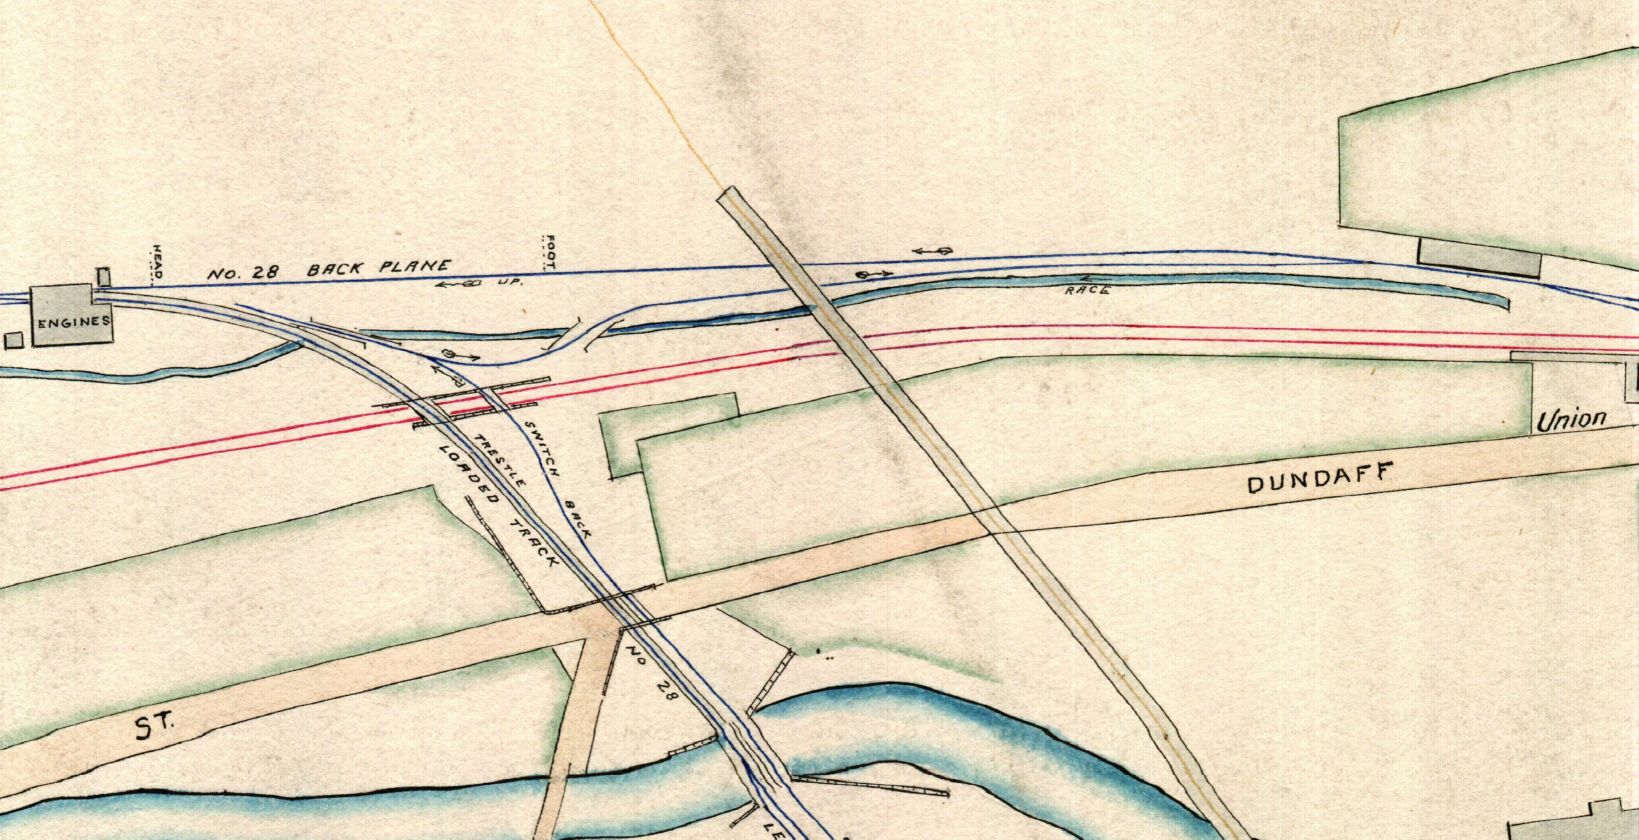 HEAD
FOOT
NO. 28 BACK PLANE
UP.
ENGINES
RACE
Union
SWITCH BACK
TRESTLE
LOADED TRACK
DUNDAFF
NO 28
ST.
LE